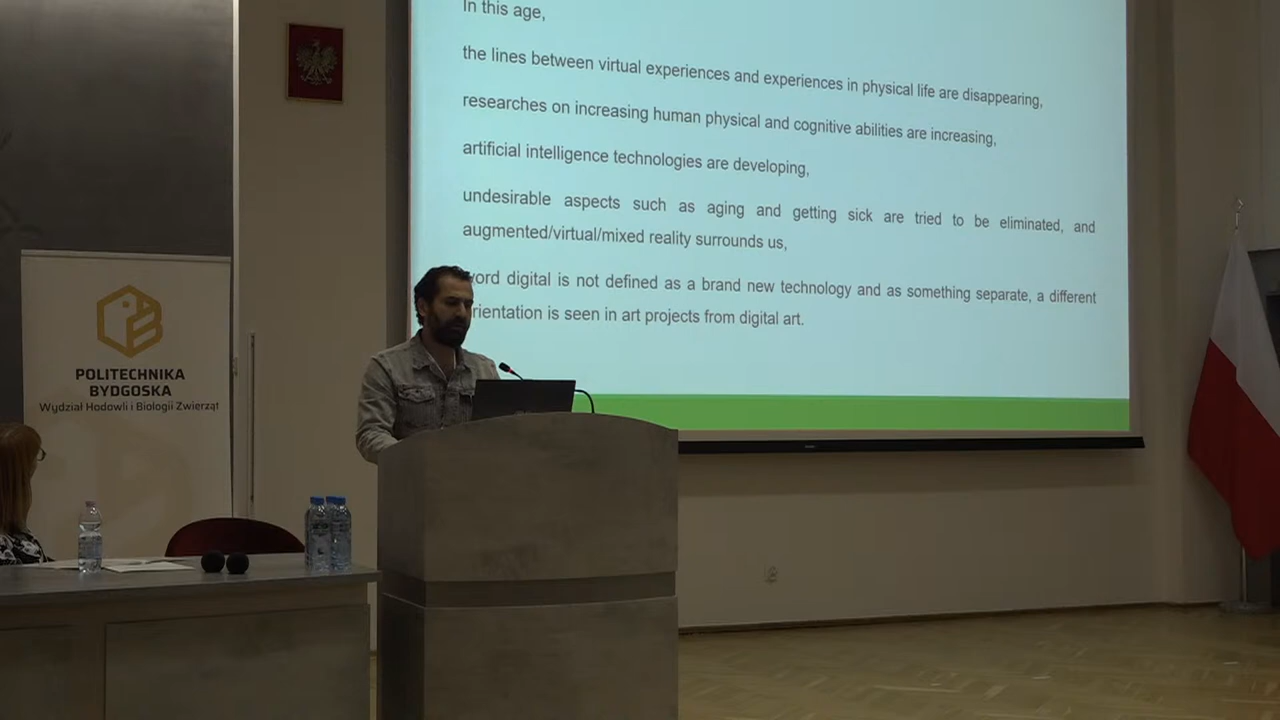 In this age,
the lines between virtual experiences and experiences in physical life are disappearing,
researches on increasing human physical and cognitive abilities are increasing,
artificial intelligence technologies are developing,
undesirable aspects such as aging and getting sick are tried to be eliminated, and
augmented/virtual/mixed reality surrounds us,
word digital is not defined as a brand new technology and as something separate, a different
orientation is seen in art projects from digital art.
POLITECHNIKA
BYDGOSKA
Wydział Hodowli i Biologii Zwierząt